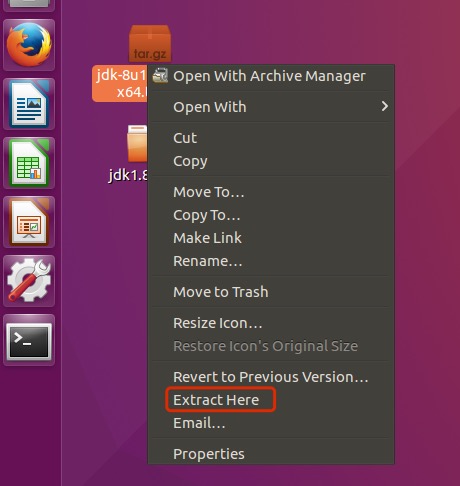 tar.gz
jdk-8u1
x64.
jdk1.8
Open With Archive Manager
Open With
Cut
Copy
Move To…
Copy To…
Make Link
Rename…
Move to Trash
Resize Icon…
Restore Icon's Original Size
Revert to Previous Version…
Extract Here
Email…
Properties